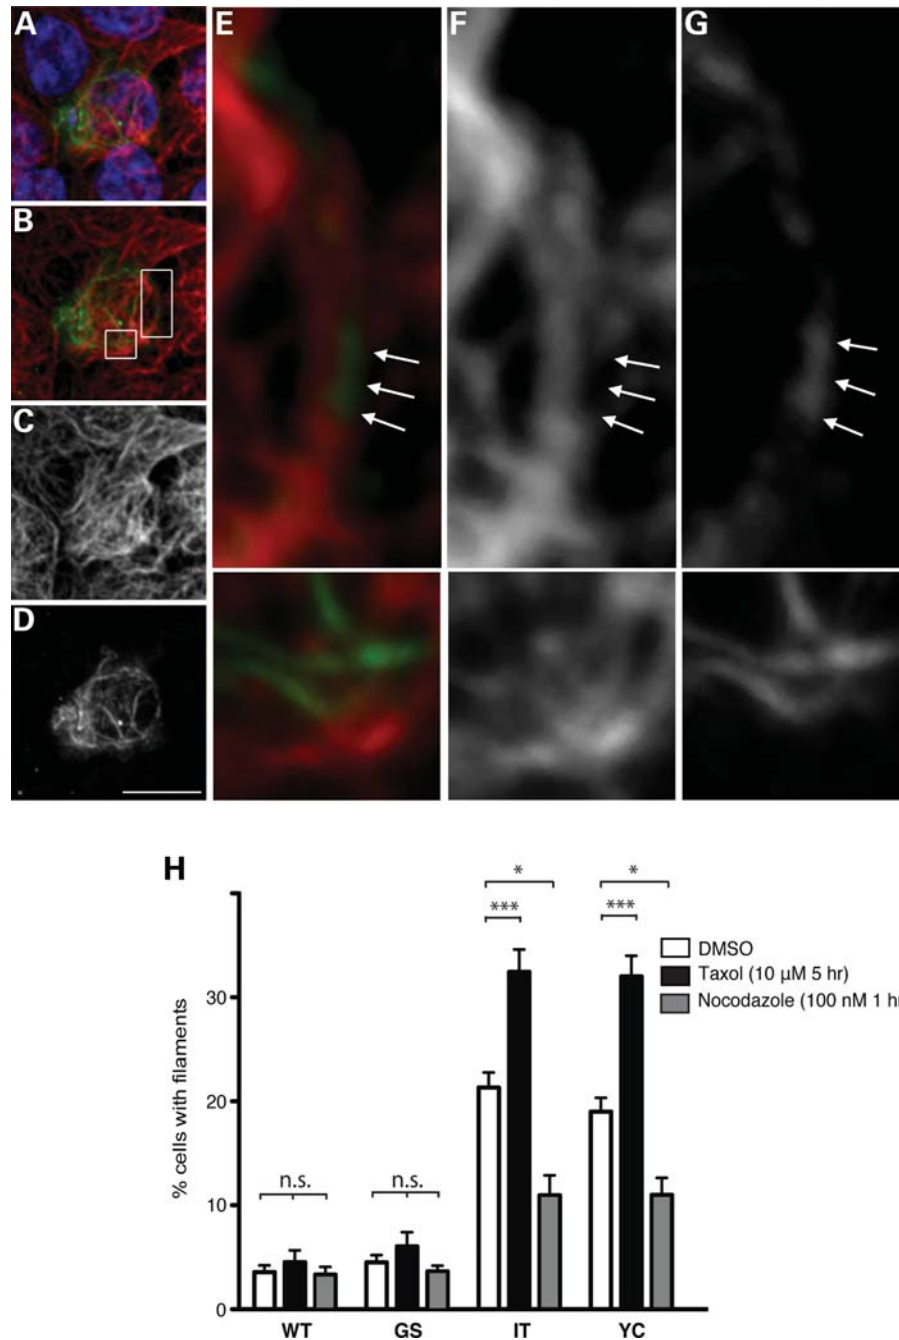 A
E
F
G
B
C
D
H
*
*
***
***
DMSO
Taxol (10 µM 5 hr)
Nocodazole (100 nM 1 hr
% cells with filaments
30
20
10
0
n.s.
n.s.
WT
GS
IT
YC